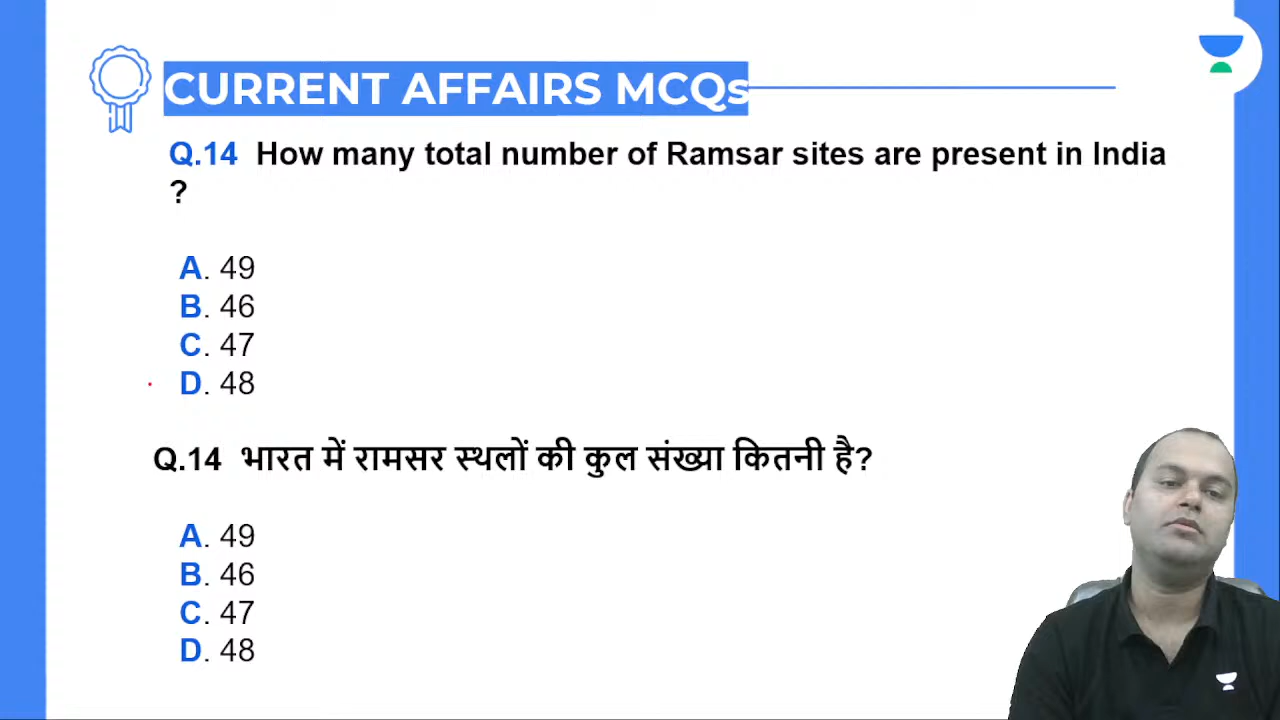 CURRENT AFFAIRS MCQs
Q.14 How many total number of Ramsar sites are present in India
?
A. 49
B. 46
C. 47
D. 48
Q.14 भारत में रामसर स्थलों की कुल संख्या कितनी है?
A. 49
B. 46
C. 47
D. 48